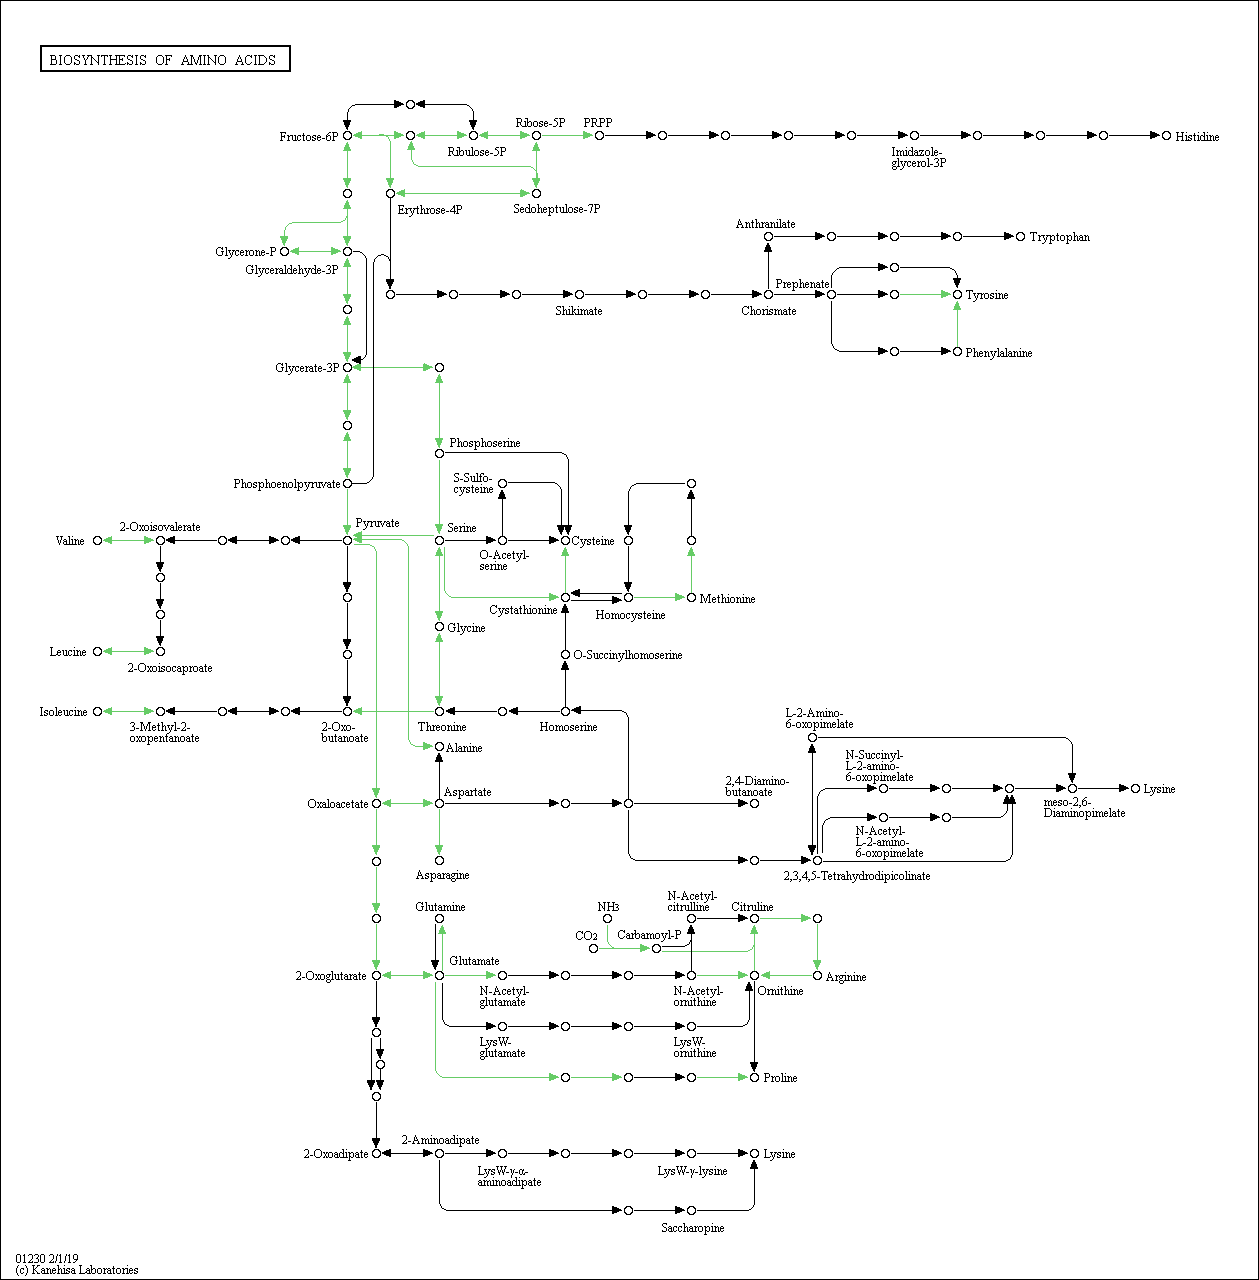 BIOSYNTHESIS OF AMINO ACIDS
Fructose-6P
Ribulose-5P
Ribose-5P
PRPP
Imidazole-
glycerol-3P
Histidine
Erythrose-4P
Sedoheptulose-7P
Glycerone-P
Glyceraldehyde-3P
Anthranilate
Tryptophan
Shikimate
Chorismate
Prephenate
Tyrosine
Phenylalanine
Glycerate-3P
Phosphoserine
Phosphoenolpyruvate
S-Sulfo-
cysteine
Valine
2-Oxoisovalerate
Pyruvate
Serine
O-Acetyl-
serine
Cysteine
Cystathionine
Homocysteine
Methionine
Glycine
Leucine
2-Oxoisocaproate
O-Succinylhomoserine
Isoleucine
3-Methyl-2-
oxopentanoate
2-Oxo-
butanoate
Threonine
Homoserine
Alanine
L-2-Amino-
6-oxopimelate
N-Succinyl-
L-2-amino-
6-oxopimelate
Oxaloacetate
Aspartate
2,4-Diamino-
butanoate
meso-2,6-
Diaminopimelate
Lysine
N-Acetyl-
L-2-amino-
6-oxopimelate
Asparagine
2,3,4,5-Tetrahydrodipicolinate
Glutamine
NH3
N-Acetyl-
citrulline
Citruline
CO2
Carbamoyl-P
2-Oxoglutarate
Glutamate
N-Acetyl-
glutamate
N-Acetyl-
ornithine
Ornithine
Arginine
LysW-
glutamate
LysW-
ornithine
Proline
2-Oxoadipate
2-Aminoadipate
LysW-γ-α-
aminoadipate
LysW-γ-lysine
Lysine
Saccharopine
01230 2/1/19
(c) Kanehisa Laboratories